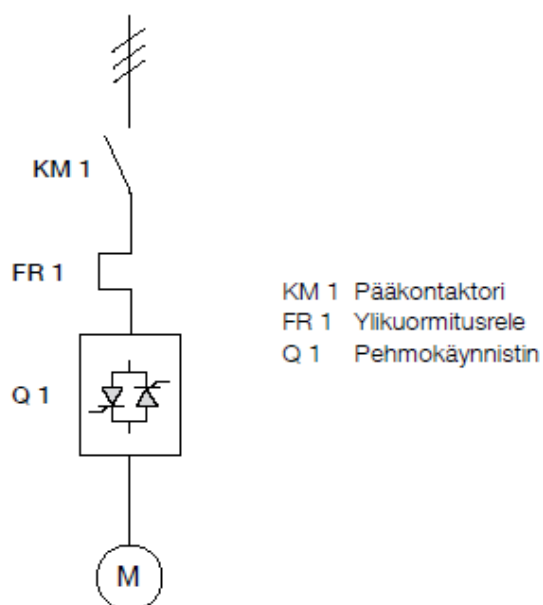 KM 1
FR 1
Q 1
M
KM 1 Pääkontaktori
FR 1 Ylikuormitusrele
Q 1 Pehmokäynnistin